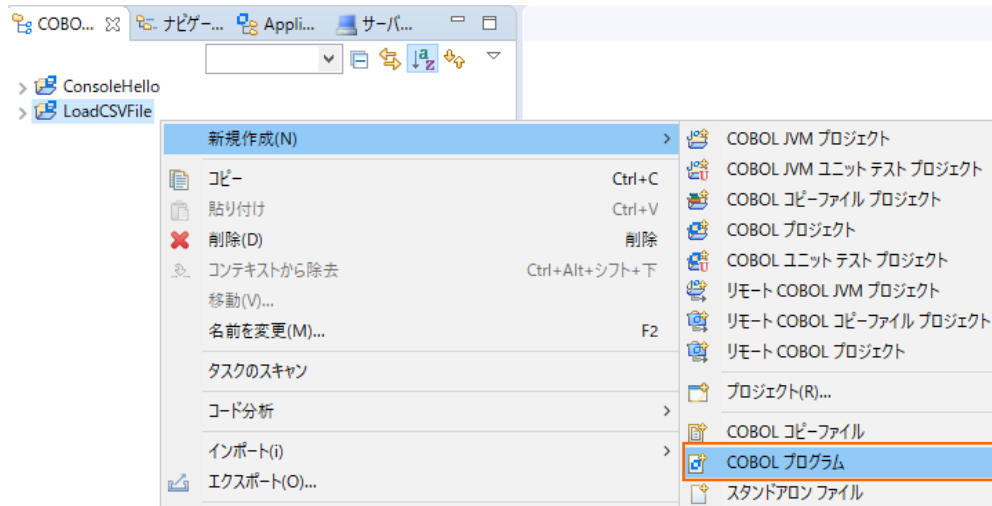 COBO... ナビゲー... Appli... サーバ...
ConsoleHello
LoadCSVFile
新規作成(N)
コピー Ctrl+C
貼り付け Ctrl+V
削除(D) 削除
コンテキストから除去 Ctrl+Alt+シフト+下
移動(V)...
名前を変更(M)... F2
タスクのスキャン
コード分析
インポート(i)
エクスポート(O)...
COBOL JVM プロジェクト
COBOL JVM ユニット テスト プロジェクト
COBOL コピーファイル プロジェクト
COBOL プロジェクト
COBOL ユニット テスト プロジェクト
リモート COBOL JVM プロジェクト
リモート COBOL コピーファイル プロジェクト
リモート COBOL プロジェクト
プロジェクト(R)...
COBOL コピーファイル
COBOL プログラム
スタンドアロン ファイル